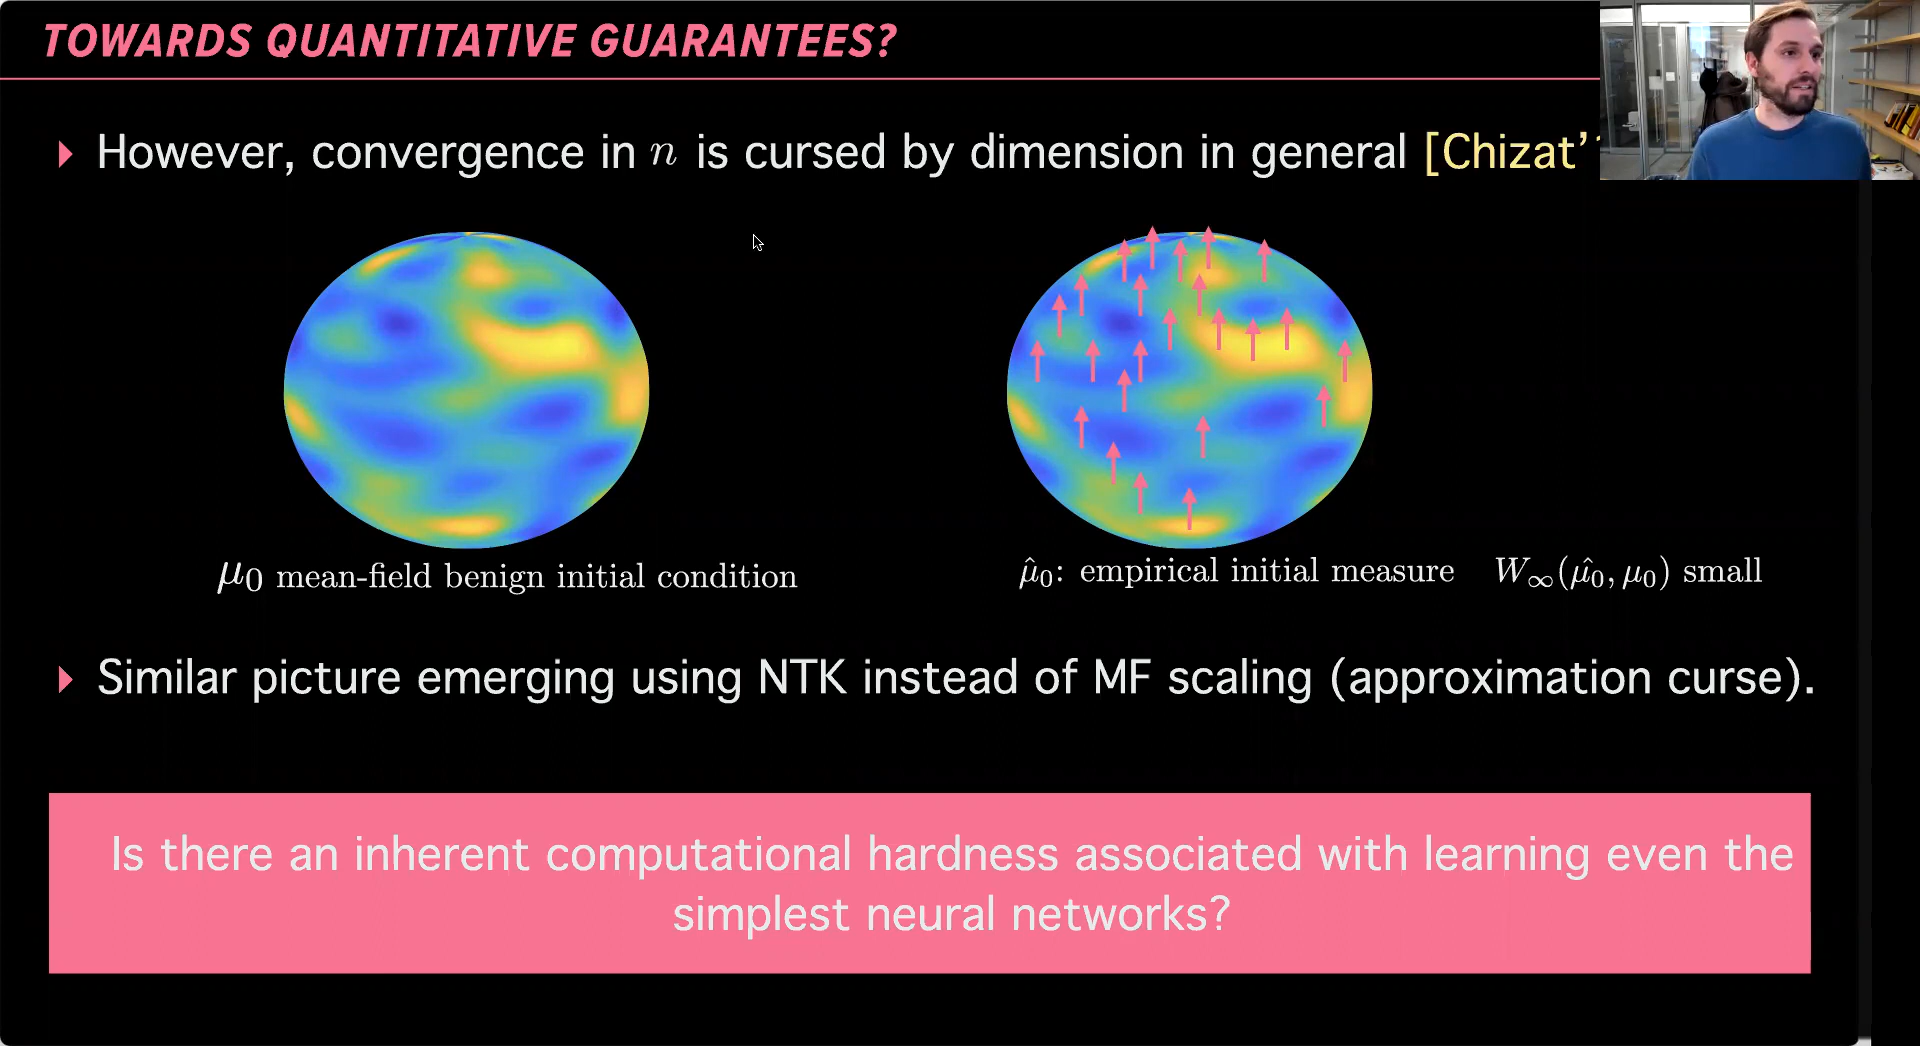 TOWARDS QUANTITATIVE GUARANTEES?
However, convergence in n is cursed by dimension in general [Chizat’
μ₀ mean-field benign initial condition
μ̂₀: empirical initial measure W∞(μ̂₀, μ₀) small
Similar picture emerging using NTK instead of MF scaling (approximation curse).
Is there an inherent computational hardness associated with learning even the
simplest neural networks?